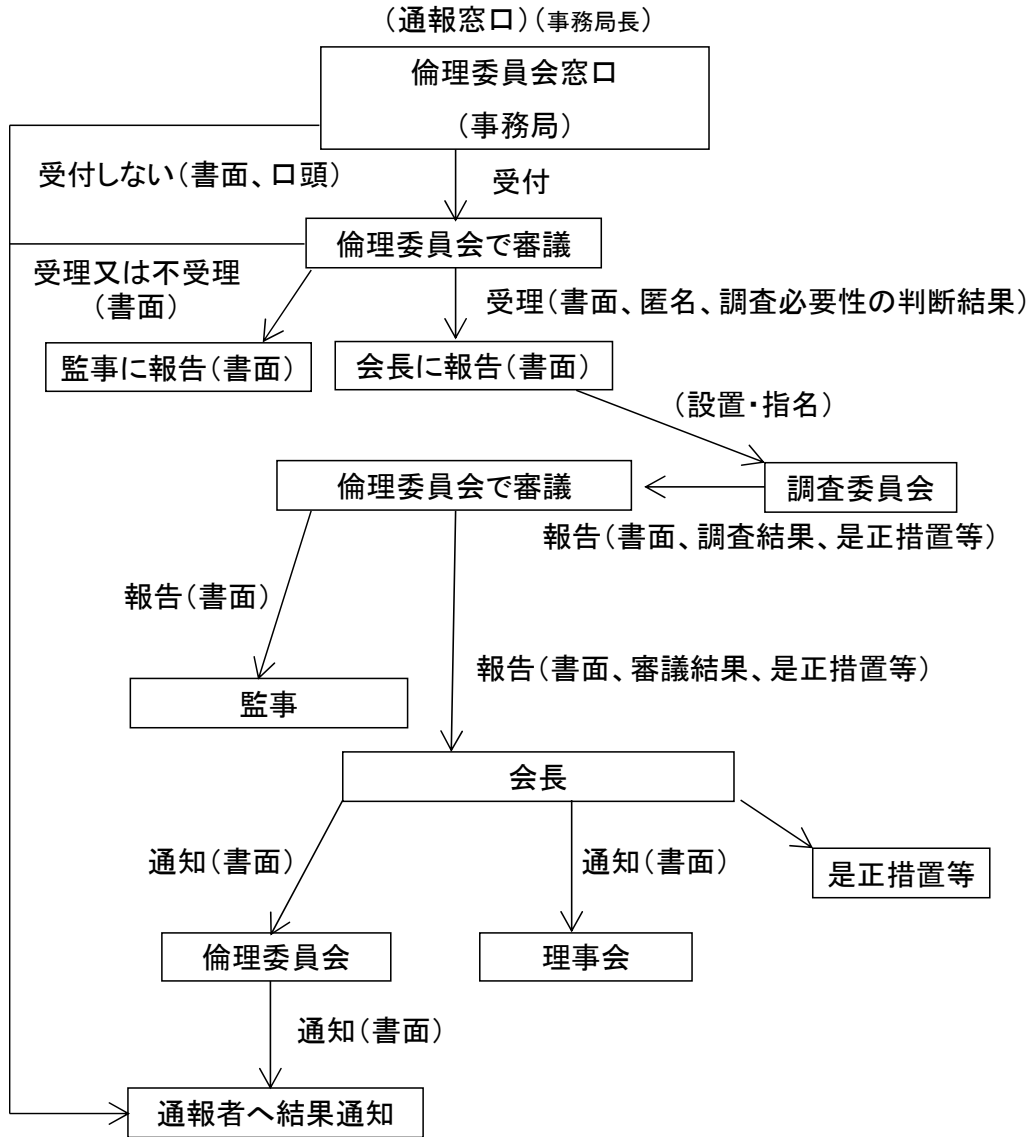 (通報窓口)(事務局長)
倫理委員会窓口
(事務局)
受付しない(書面、口頭)
受付
倫理委員会で審議
受理又は不受理
(書面)
受理(書面、匿名、調査必要性の判断結果)
監事に報告(書面)
会長に報告(書面)
(設置・指名)
倫理委員会で審議
調査委員会
報告(書面、調査結果、是正措置等)
報告(書面)
報告(書面、審議結果、是正措置等)
監事
会長
通知(書面)
通知(書面)
是正措置等
倫理委員会
理事会
通知(書面)
通報者へ結果通知